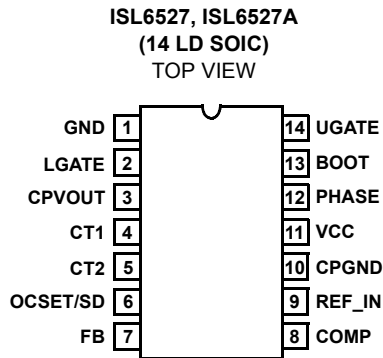 ISL6527, ISL6527A
(14 LD SOIC)
TOP VIEW
GND 1 14 UGATE
LGATE 2 13 BOOT
CPVOUT 3 12 PHASE
CT1 4 11 VCC
CT2 5 10 CPGND
OCSET/SD 6 9 REF_IN
FB 7 8 COMP